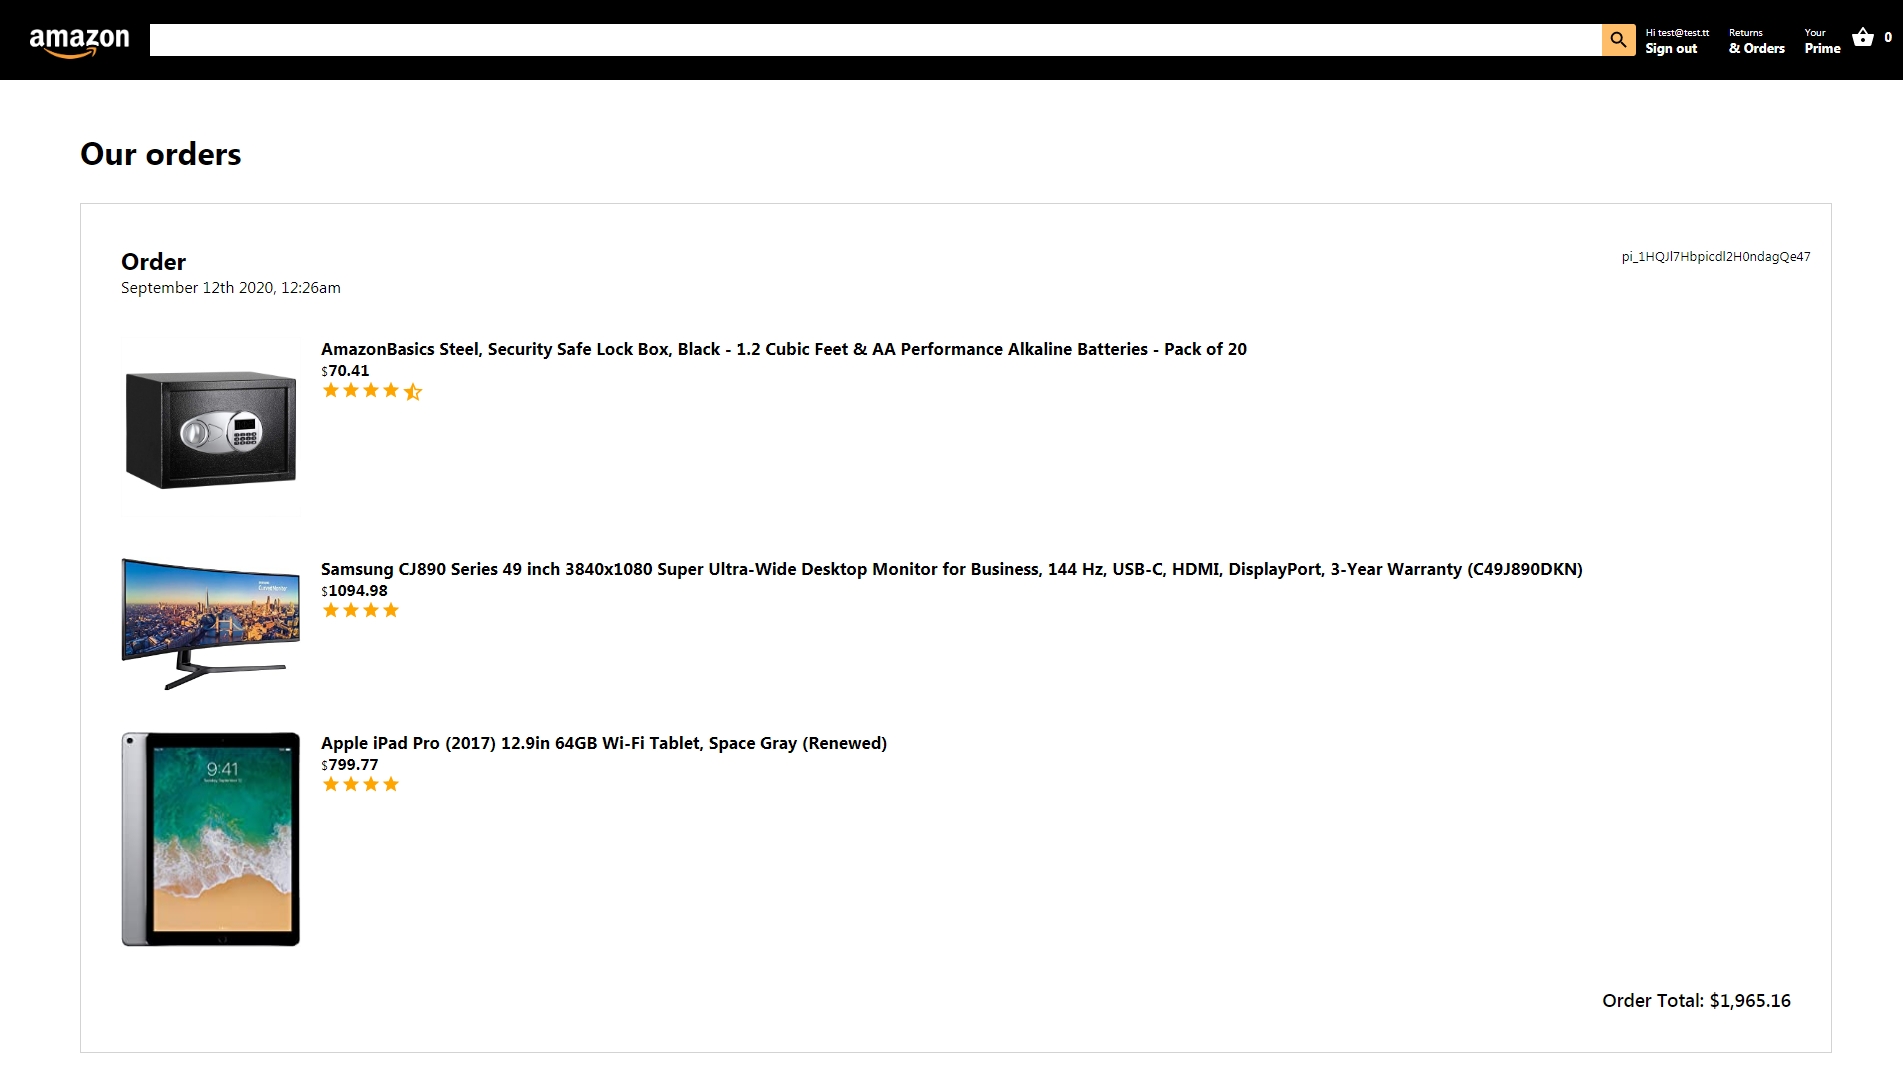 amazon
Hi test@test.tt
Sign out
Returns
& Orders
Your
Prime
0
Our orders
Order
pi_1HQJl7Hbpicdl2H0ndagQe47
September 12th 2020, 12:26am
AmazonBasics Steel, Security Safe Lock Box, Black - 1.2 Cubic Feet & AA Performance Alkaline Batteries - Pack of 20
$70.41
Samsung CJ890 Series 49 inch 3840x1080 Super Ultra-Wide Desktop Monitor for Business, 144 Hz, USB-C, HDMI, DisplayPort, 3-Year Warranty (C49J890DKN)
$1094.98
Apple iPad Pro (2017) 12.9in 64GB Wi-Fi Tablet, Space Gray (Renewed)
$799.77
9:41
Order Total: $1,965.16